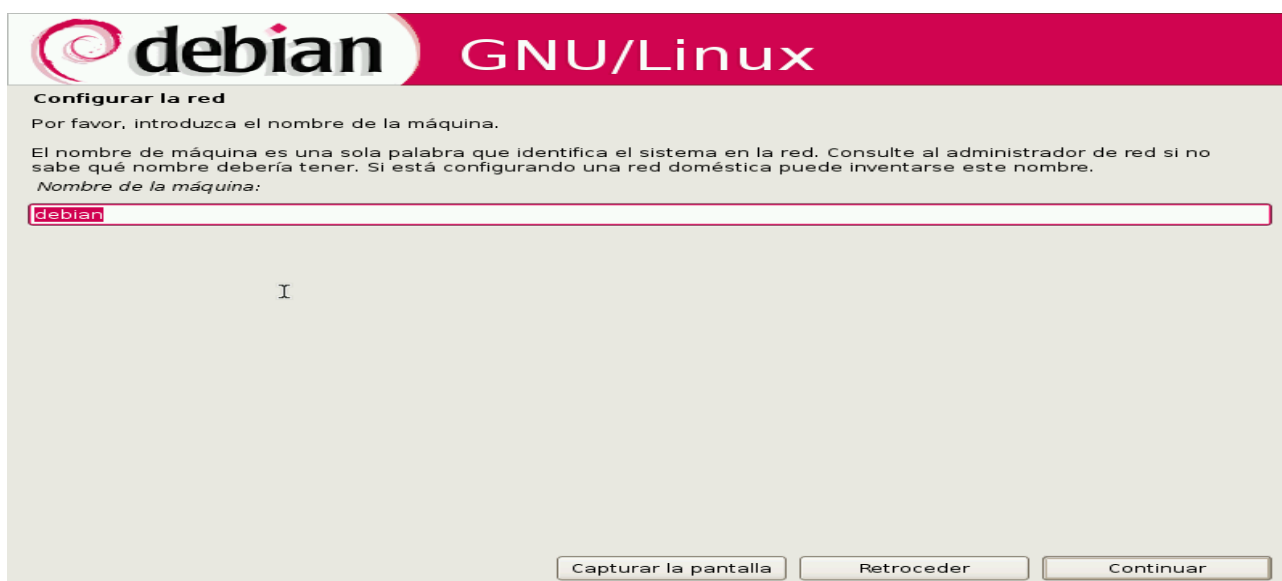 debian GNU/Linux
Configurar la red
Por favor, introduzca el nombre de la máquina.
El nombre de máquina es una sola palabra que identifica el sistema en la red. Consulte al administrador de red si no
sabe qué nombre debería tener. Si está configurando una red doméstica puede inventarse este nombre.
Nombre de la máquina:
debian
Capturar la pantalla Retroceder Continuar